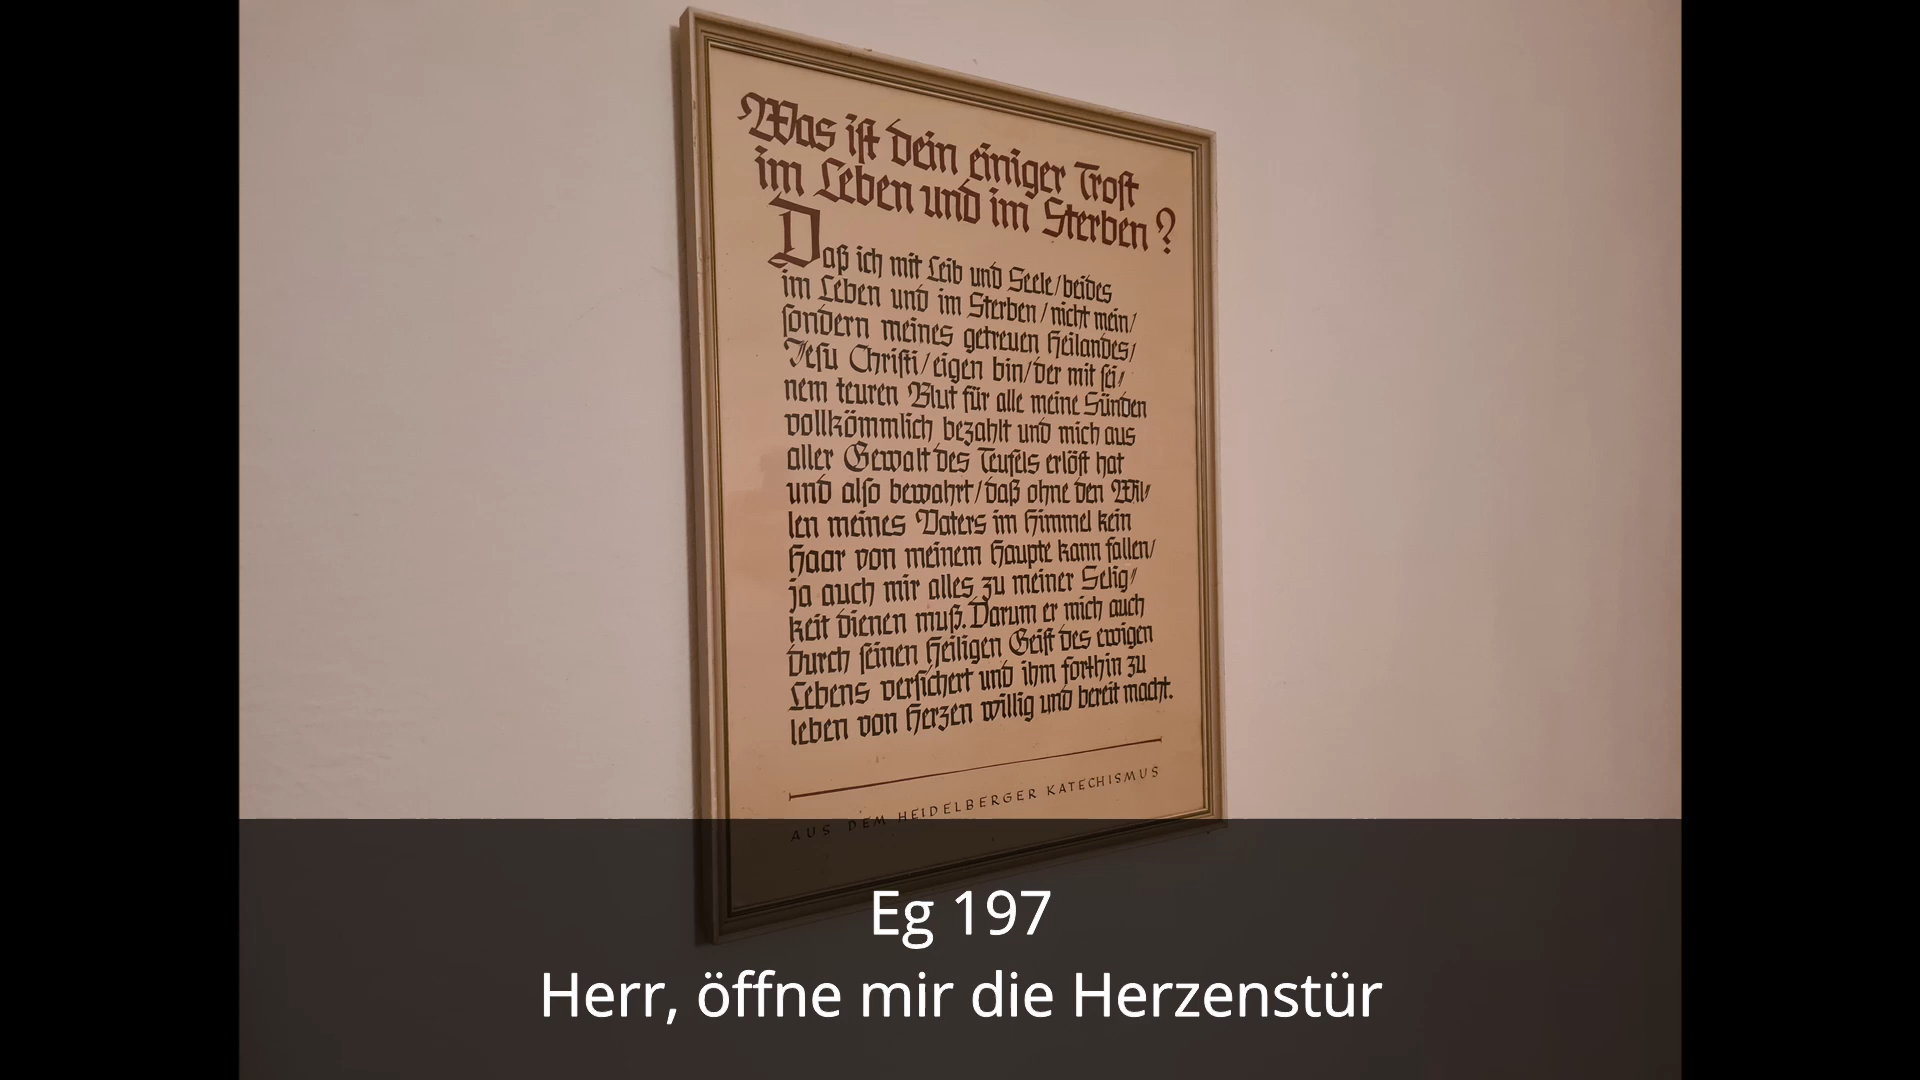 Was ist dein einiger Trost
im Leben und im Sterben?
Daß ich mit Leib und Seele/beides
im Leben und im Sterben/nicht mein/
sondern meines getreuen Heilandes/
Jesu Christi/eigen bin/der mit sei⸗
nem teuren Blut für alle meine Sünden
vollkömmlich bezahlt und mich aus
aller Gewalt des Teufels erlöst hat
und also bewahrt/daß ohne den Wil⸗
len meines Vaters im Himmel kein
Haar von meinem Haupte kann fallen/
ja auch mir alles zu meiner Selig⸗
keit dienen muß. Darum er mich auch
durch seinen Heiligen Geist des ewigen
Lebens versichert und ihm forthin zu
leben von Herzen willig und bereit macht.
AUS DEM HEIDELBERGER KATECHISMUS
Eg 197
Herr, öffne mir die Herzenstür